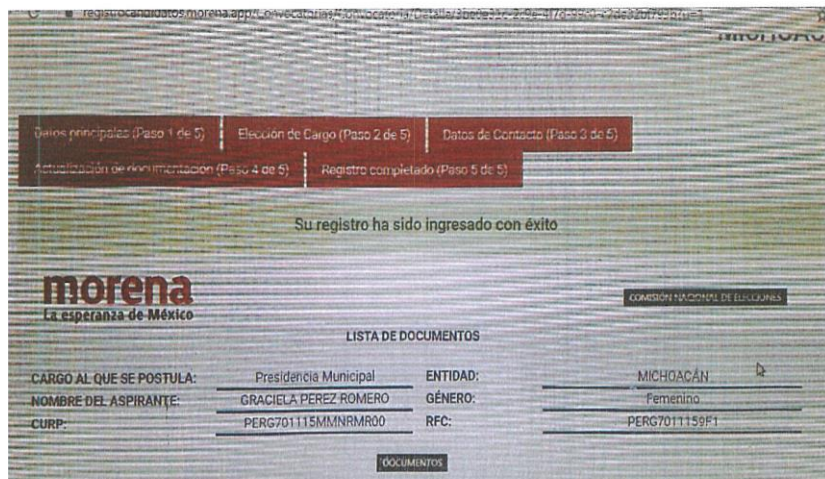 MICHOAC
Datos principales (Paso 1 de 5) Elección de Cargo (Paso 2 de 5) Datos de Contacto (Paso 3 de 5)
Actualización de documentación (Paso 4 de 5) Registro completado (Paso 5 de 5)
Su registro ha sido ingresado con éxito
morena
La esperanza de México
COMISIÓN NACIONAL DE ELECCIONES
LISTA DE DOCUMENTOS
CARGO AL QUE SE POSTULA: Presidencia Municipal ENTIDAD: MICHOACÁN
NOMBRE DEL ASPIRANTE: GRACIELA PEREZ ROMERO GÉNERO: Femenino
CURP: PERG701115MMNRMR00 RFC: PERG7011159F1
DOCUMENTOS